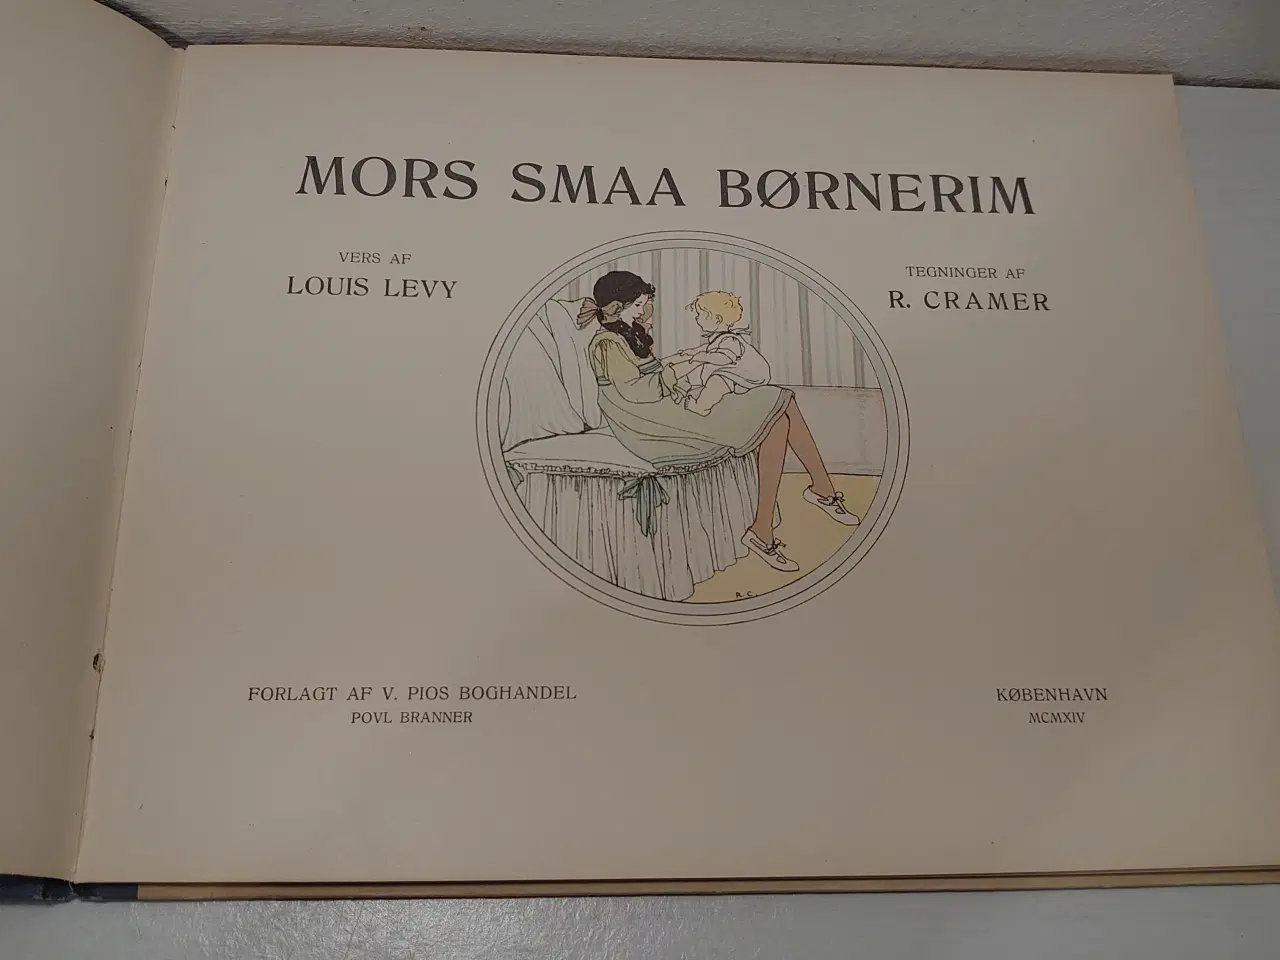 MORS SMAA BØRNERIM
VERS AF
LOUIS LEVY
TEGNINGER AF
R. CRAMER
R. C.
FORLAGT AF V. PIOS BOGHANDEL
POVL BRANNER
KØBENHAVN
MCMXIV